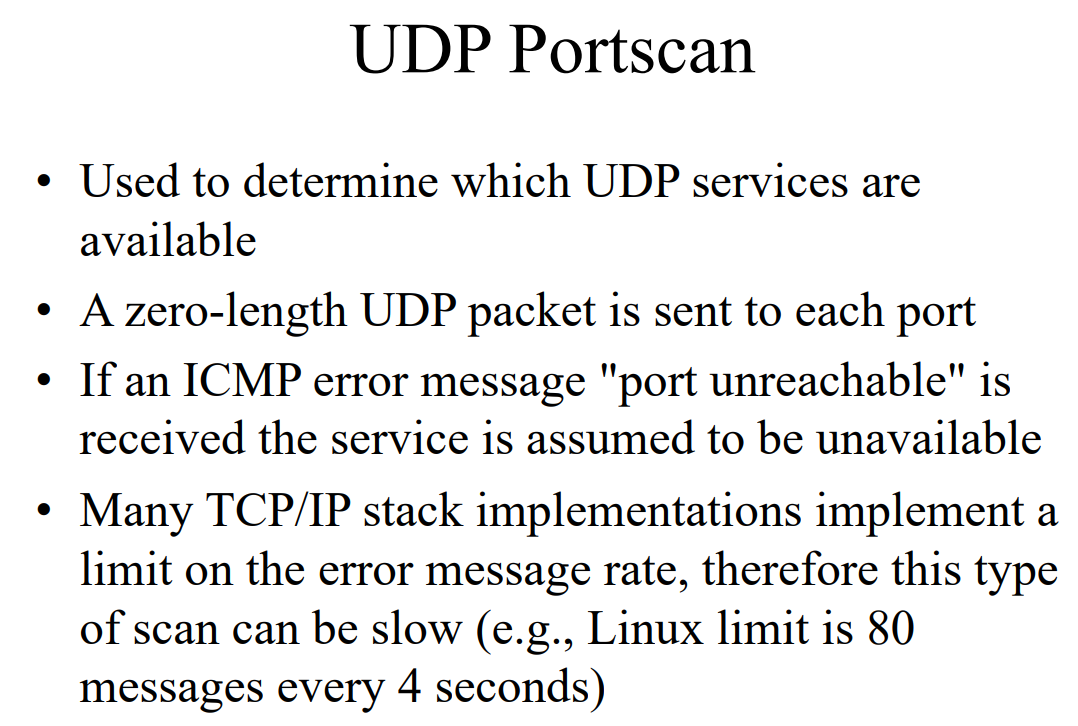 UDP Portscan
• Used to determine which UDP services are
available
• A zero-length UDP packet is sent to each port
• If an ICMP error message "port unreachable" is
received the service is assumed to be unavailable
• Many TCP/IP stack implementations implement a
limit on the error message rate, therefore this type
of scan can be slow (e.g., Linux limit is 80
messages every 4 seconds)